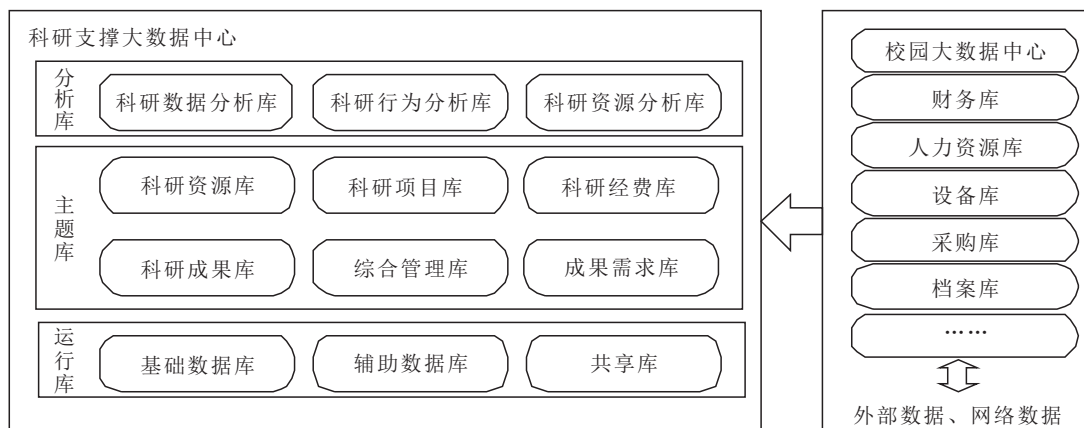 科研支撑大数据中心
分析库
科研数据分析库
科研行为分析库
科研资源分析库
主题库
科研资源库
科研项目库
科研经费库
科研成果库
综合管理库
成果需求库
运行库
基础数据库
辅助数据库
共享库
校园大数据中心
财务库
人力资源库
设备库
采购库
档案库
……
外部数据、网络数据